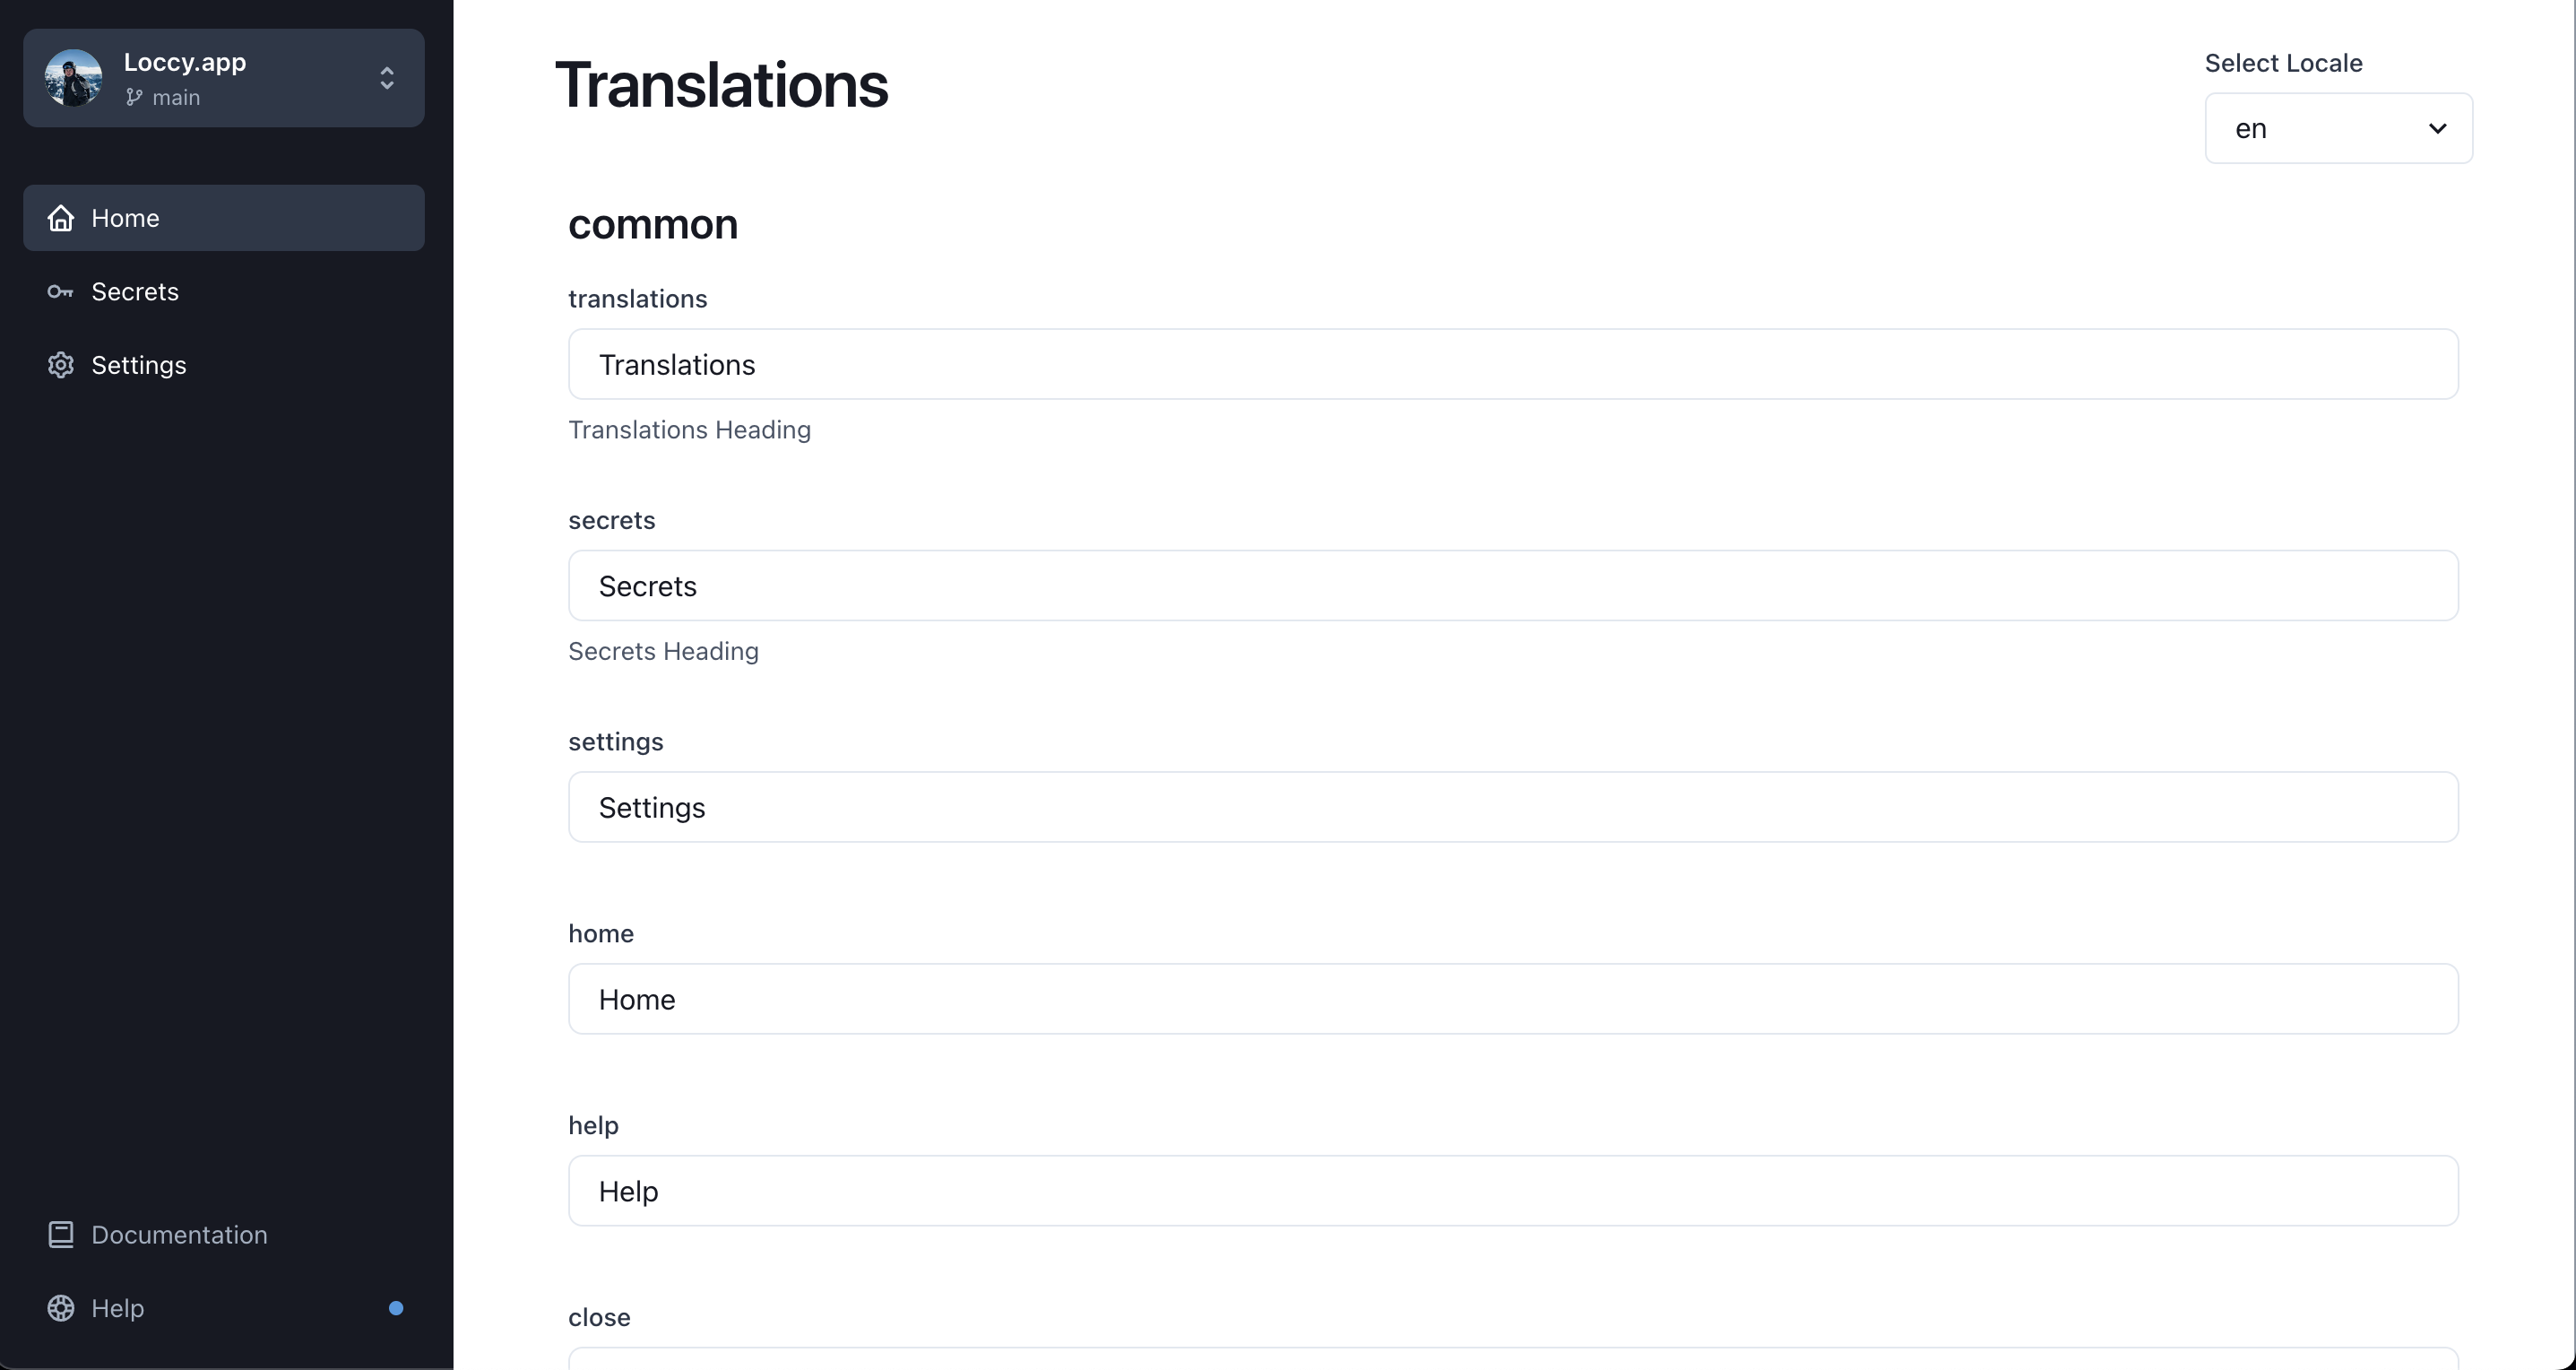 Loccy.app
main
Home
Secrets
Settings
Documentation
Help
Translations
Select Locale
en
common
translations
Translations
Translations Heading
secrets
Secrets
Secrets Heading
settings
Settings
home
Home
help
Help
close